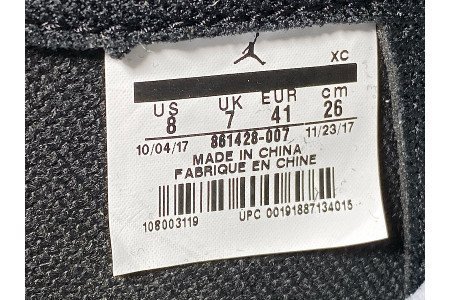 XC
US UK EUR cm
8 7 41 26
10/04/17 861428-007 11/23/17
MADE IN CHINA
FABRIQUE EN CHINE
108003119 UPC 00191887134015